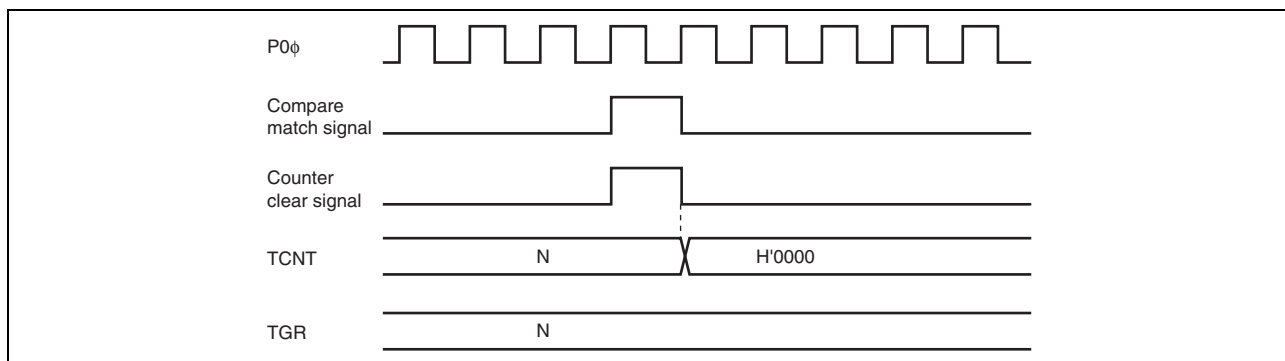 P0ϕ
Compare
match signal
Counter
clear signal
TCNT N H'0000
TGR N